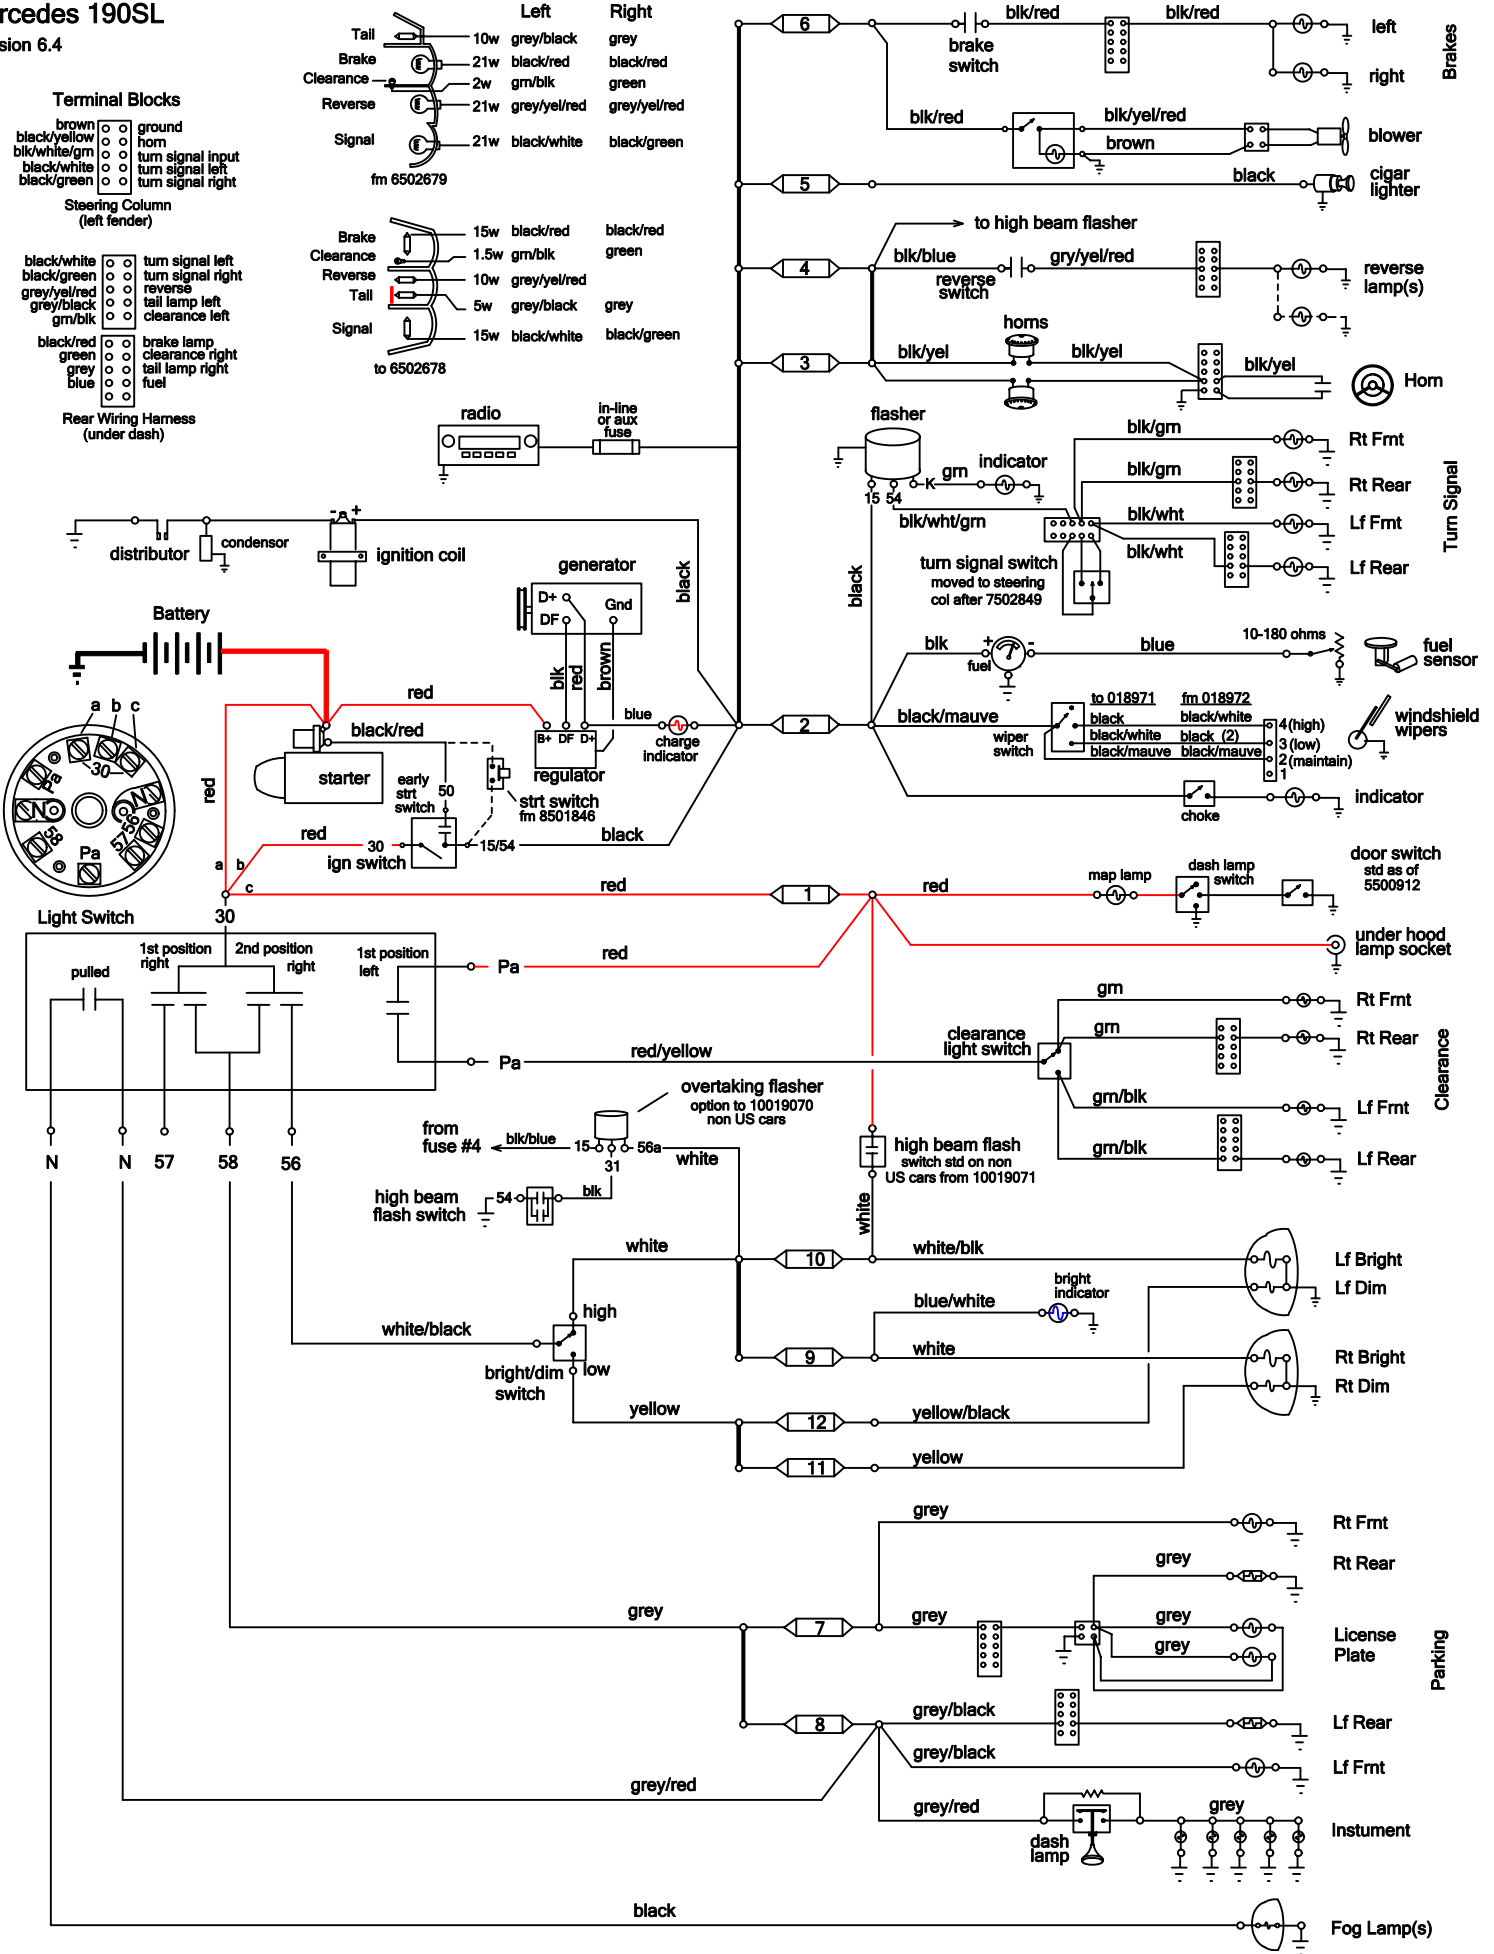 rcedes 190SL
sion 6.4
Left Right
Tail 10w grey/black grey
Brake 21w black/red black/red
Clearance 2w grn/blk green
Reverse 21w grey/yel/red grey/yel/red
Signal 21w black/white black/green
fm 6502679
Terminal Blocks
brown ground
black/yellow horn
blk/white/grn turn signal input
black/white turn signal left
black/green turn signal right
Steering Column
(left fender)
black/white turn signal left
black/green turn signal right
grey/yel/red reverse
grey/black tail lamp left
grn/blk clearance left
black/red brake lamp
green clearance right
grey tail lamp right
blue fuel
Rear Wiring Harness
(under dash)
Brake 15w black/red black/red
Clearance 1.5w grn/blk green
Reverse 10w grey/yel/red
Tail 5w grey/black grey
Signal 15w black/white black/green
to 6502678
6 blk/red blk/red left
brake
switch
right
Brakes
blk/red blk/yel/red blower
brown
5 black cigar
lighter
to high beam flasher
4 blk/blue gry/yel/red reverse
lamp(s)
reverse
switch
horns
3 blk/yel blk/yel blk/yel Horn
radio
in-line
or aux
fuse
flasher
15 54 K grn indicator
blk/wht/grn
blk/grn Rt Frnt
blk/grn Rt Rear
blk/wht Lf Frnt
blk/wht Lf Rear
Turn Signal
turn signal switch
moved to steering
col after 7502849
black
- +
distributor condensor ignition coil
black
generator
D+
DF
Gnd
blk red brown
Battery
a b c
30
Pa
N N
58 57 56
Pa
Light Switch
red
red
black/red
starter
B+ DF D+
regulator
blue
charge
indicator
early
strt
switch
50
strt switch
fm 8501846
red 30 15/54 black
ign switch
a b
c
30
2
blk + - blue 10-180 ohms fuel
sensor
fuel
black/mauve
wiper
switch
to 018971 fm 018972
black black/white 4 (high)
black/white black (2) 3 (low)
black/mauve black/mauve 2 (maintain)
1
windshield
wipers
choke
indicator
red 1 red map lamp dash lamp
switch
door switch
std as of
5500912
under hood
lamp socket
pulled
1st position
right
2nd position
right
1st position
left
Pa red
Pa red/yellow
clearance
light switch
grn Rt Frnt
grn Rt Rear
grn/blk Lf Frnt
grn/blk Lf Rear
Clearance
N N 57 58 56
overtaking flasher
option to 10019070
non US cars
from
fuse #4
blk/blue 15 56a white
31
high beam
flash switch
54 blk
high beam flash
switch std on non
US cars from 10019071
white
white 10 white/blk Lf Bright
Lf Dim
bright
indicator
blue/white
high
white/black
bright/dim
switch
low
9 white Rt Bright
Rt Dim
yellow 12 yellow/black
11 yellow
grey Rt Frnt
grey Rt Rear
grey 7 grey grey License
Plate
grey
Parking
8 grey/black Lf Rear
grey/black Lf Frnt
grey/red
grey/red dash
lamp
grey Instument
black Fog Lamp(s)